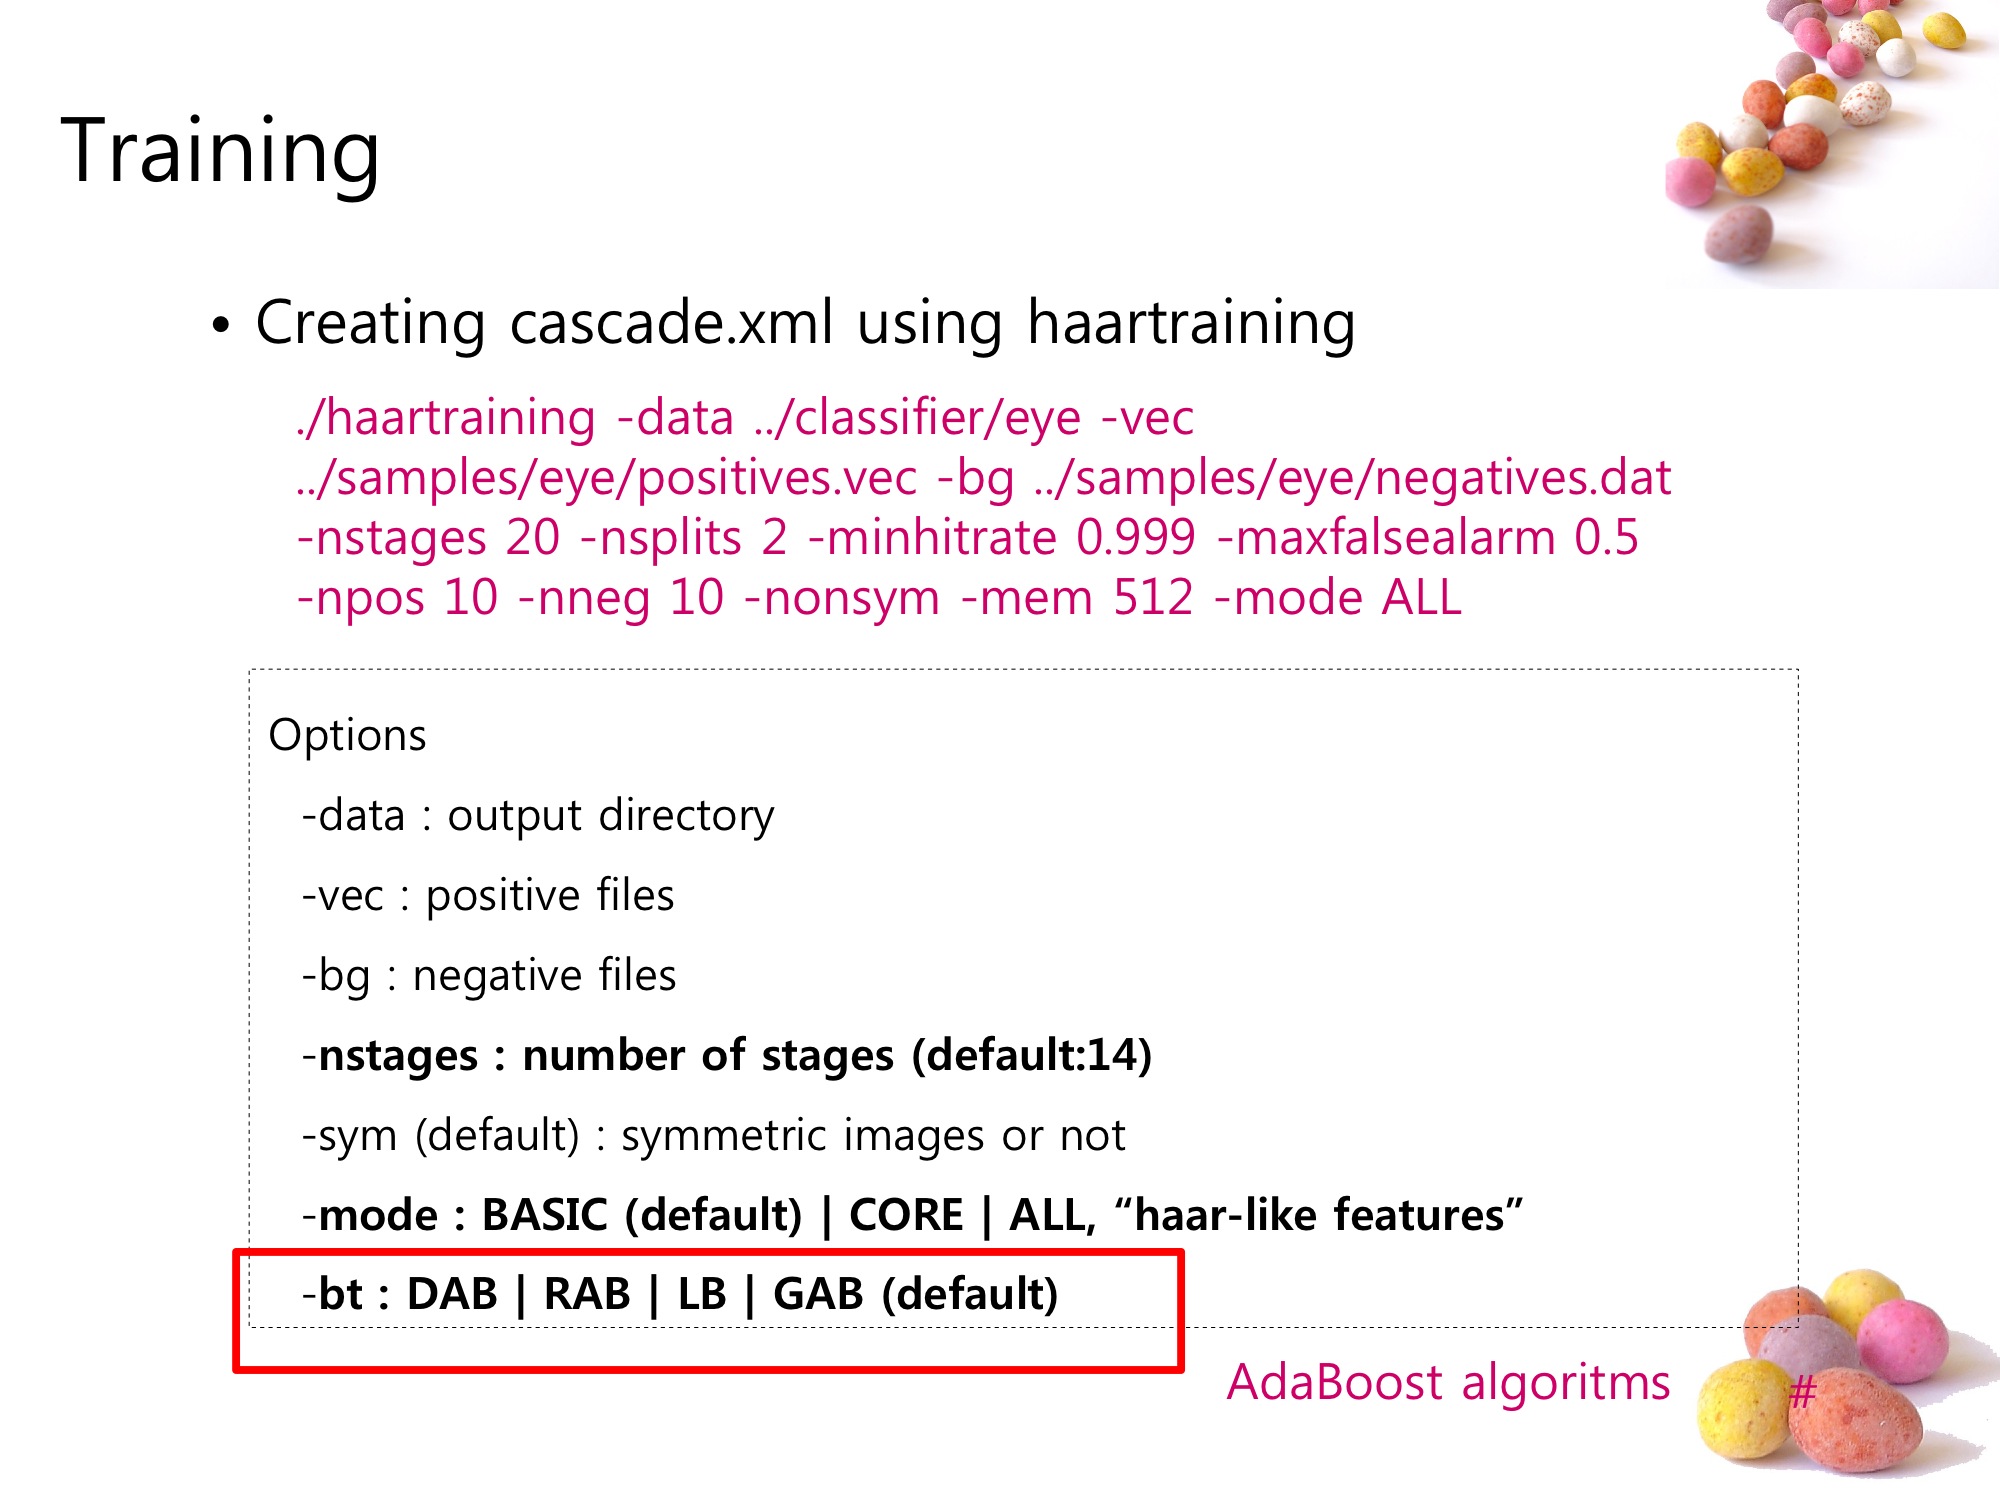 Training
• Creating cascade.xml using haartraining
./haartraining -data ../classifier/eye -vec
../samples/eye/positives.vec -bg ../samples/eye/negatives.dat
-nstages 20 -nsplits 2 -minhitrate 0.999 -maxfalsealarm 0.5
-npos 10 -nneg 10 -nonsym -mem 512 -mode ALL
Options
-data : output directory
-vec : positive files
-bg : negative files
-nstages : number of stages (default:14)
-sym (default) : symmetric images or not
-mode : BASIC (default) | CORE | ALL, “haar-like features”
-bt : DAB | RAB | LB | GAB (default)
AdaBoost algoritms
#